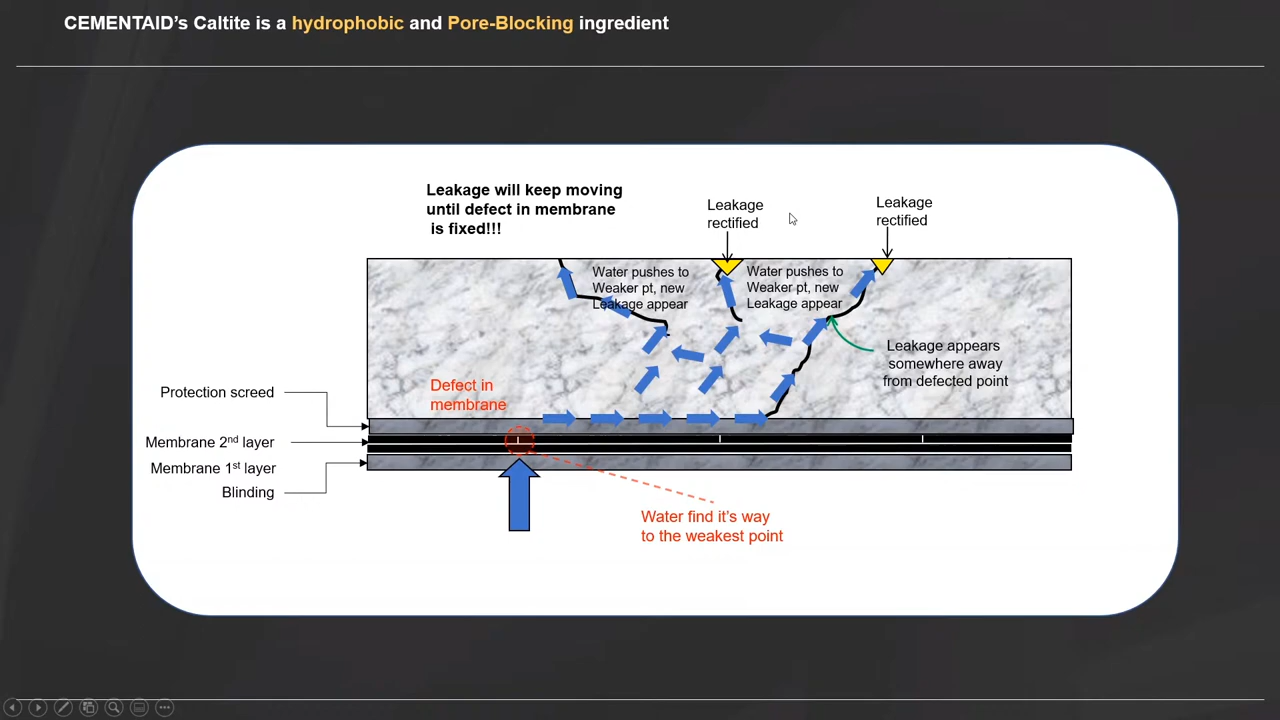 CEMENTAID’s Caltite is a hydrophobic and Pore-Blocking ingredient
Leakage will keep moving
until defect in membrane
is fixed!!!
Leakage
rectified
Leakage
rectified
Water pushes to
Weaker pt, new
Leakage appear
Water pushes to
Weaker pt, new
Leakage appear
Leakage appears
somewhere away
from defected point
Defect in
membrane
Protection screed
Membrane 2nd layer
Membrane 1st layer
Blinding
Water find it’s way
to the weakest point